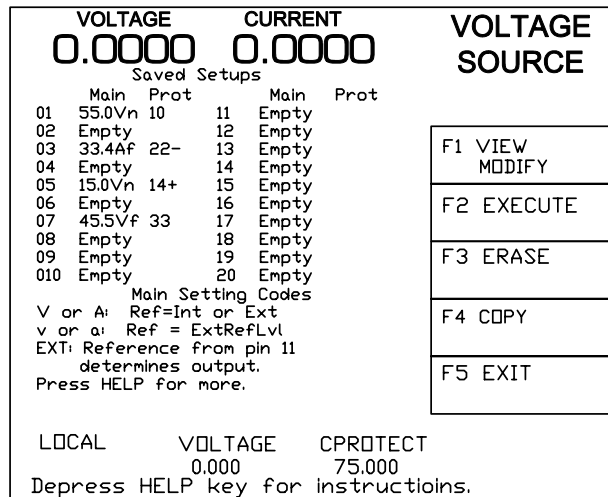 VOLTAGE CURRENT
0.0000 0.0000
VOLTAGE
SOURCE
Saved Setups
Main Prot Main Prot
01 55.0Vn 10 11 Empty
02 Empty 12 Empty
03 33.4Af 22- 13 Empty
04 Empty 14 Empty
05 15.0Vn 14+ 15 Empty
06 Empty 16 Empty
07 45.5Vf 33 17 Empty
08 Empty 18 Empty
09 Empty 19 Empty
010 Empty 20 Empty
Main Setting Codes
V or A: Ref=Int or Ext
v or a: Ref = ExtRefLvl
EXT: Reference from pin 11
determines output.
Press HELP for more.
F1 VIEW
MODIFY
F2 EXECUTE
F3 ERASE
F4 COPY
F5 EXIT
LOCAL VOLTAGE CPROTECT
0.000 75.000
Depress HELP key for instructioins.